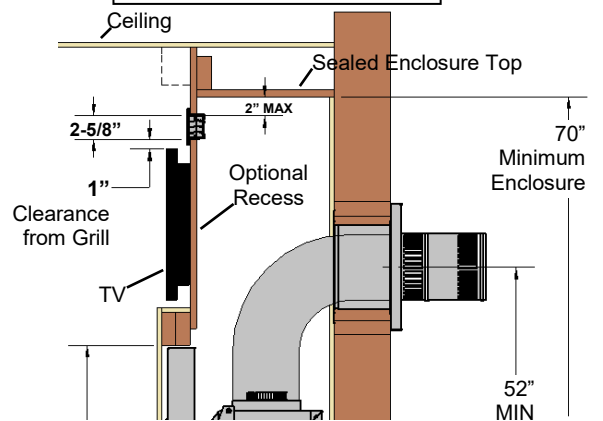 Ceiling
Sealed Enclosure Top
2” MAX
2-5/8”
70”
Minimum
Enclosure
1”
Clearance
from Grill
Optional
Recess
TV
52”
MIN